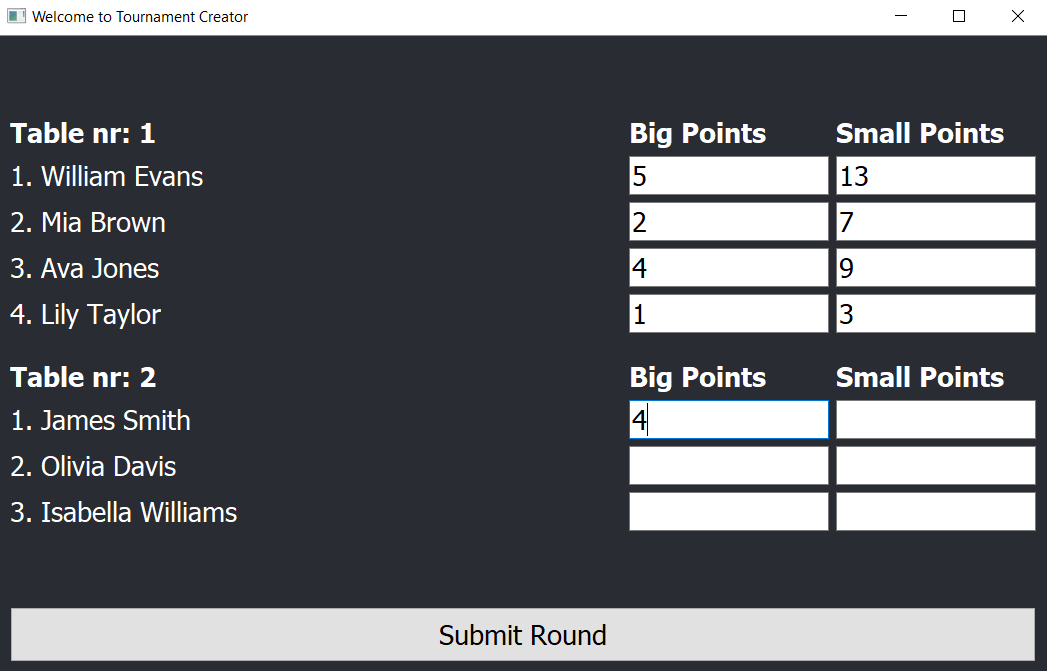 Welcome to Tournament Creator
Table nr: 1 Big Points Small Points
1. William Evans 5 13
2. Mia Brown 2 7
3. Ava Jones 4 9
4. Lily Taylor 1 3
Table nr: 2 Big Points Small Points
1. James Smith 4
2. Olivia Davis
3. Isabella Williams
Submit Round